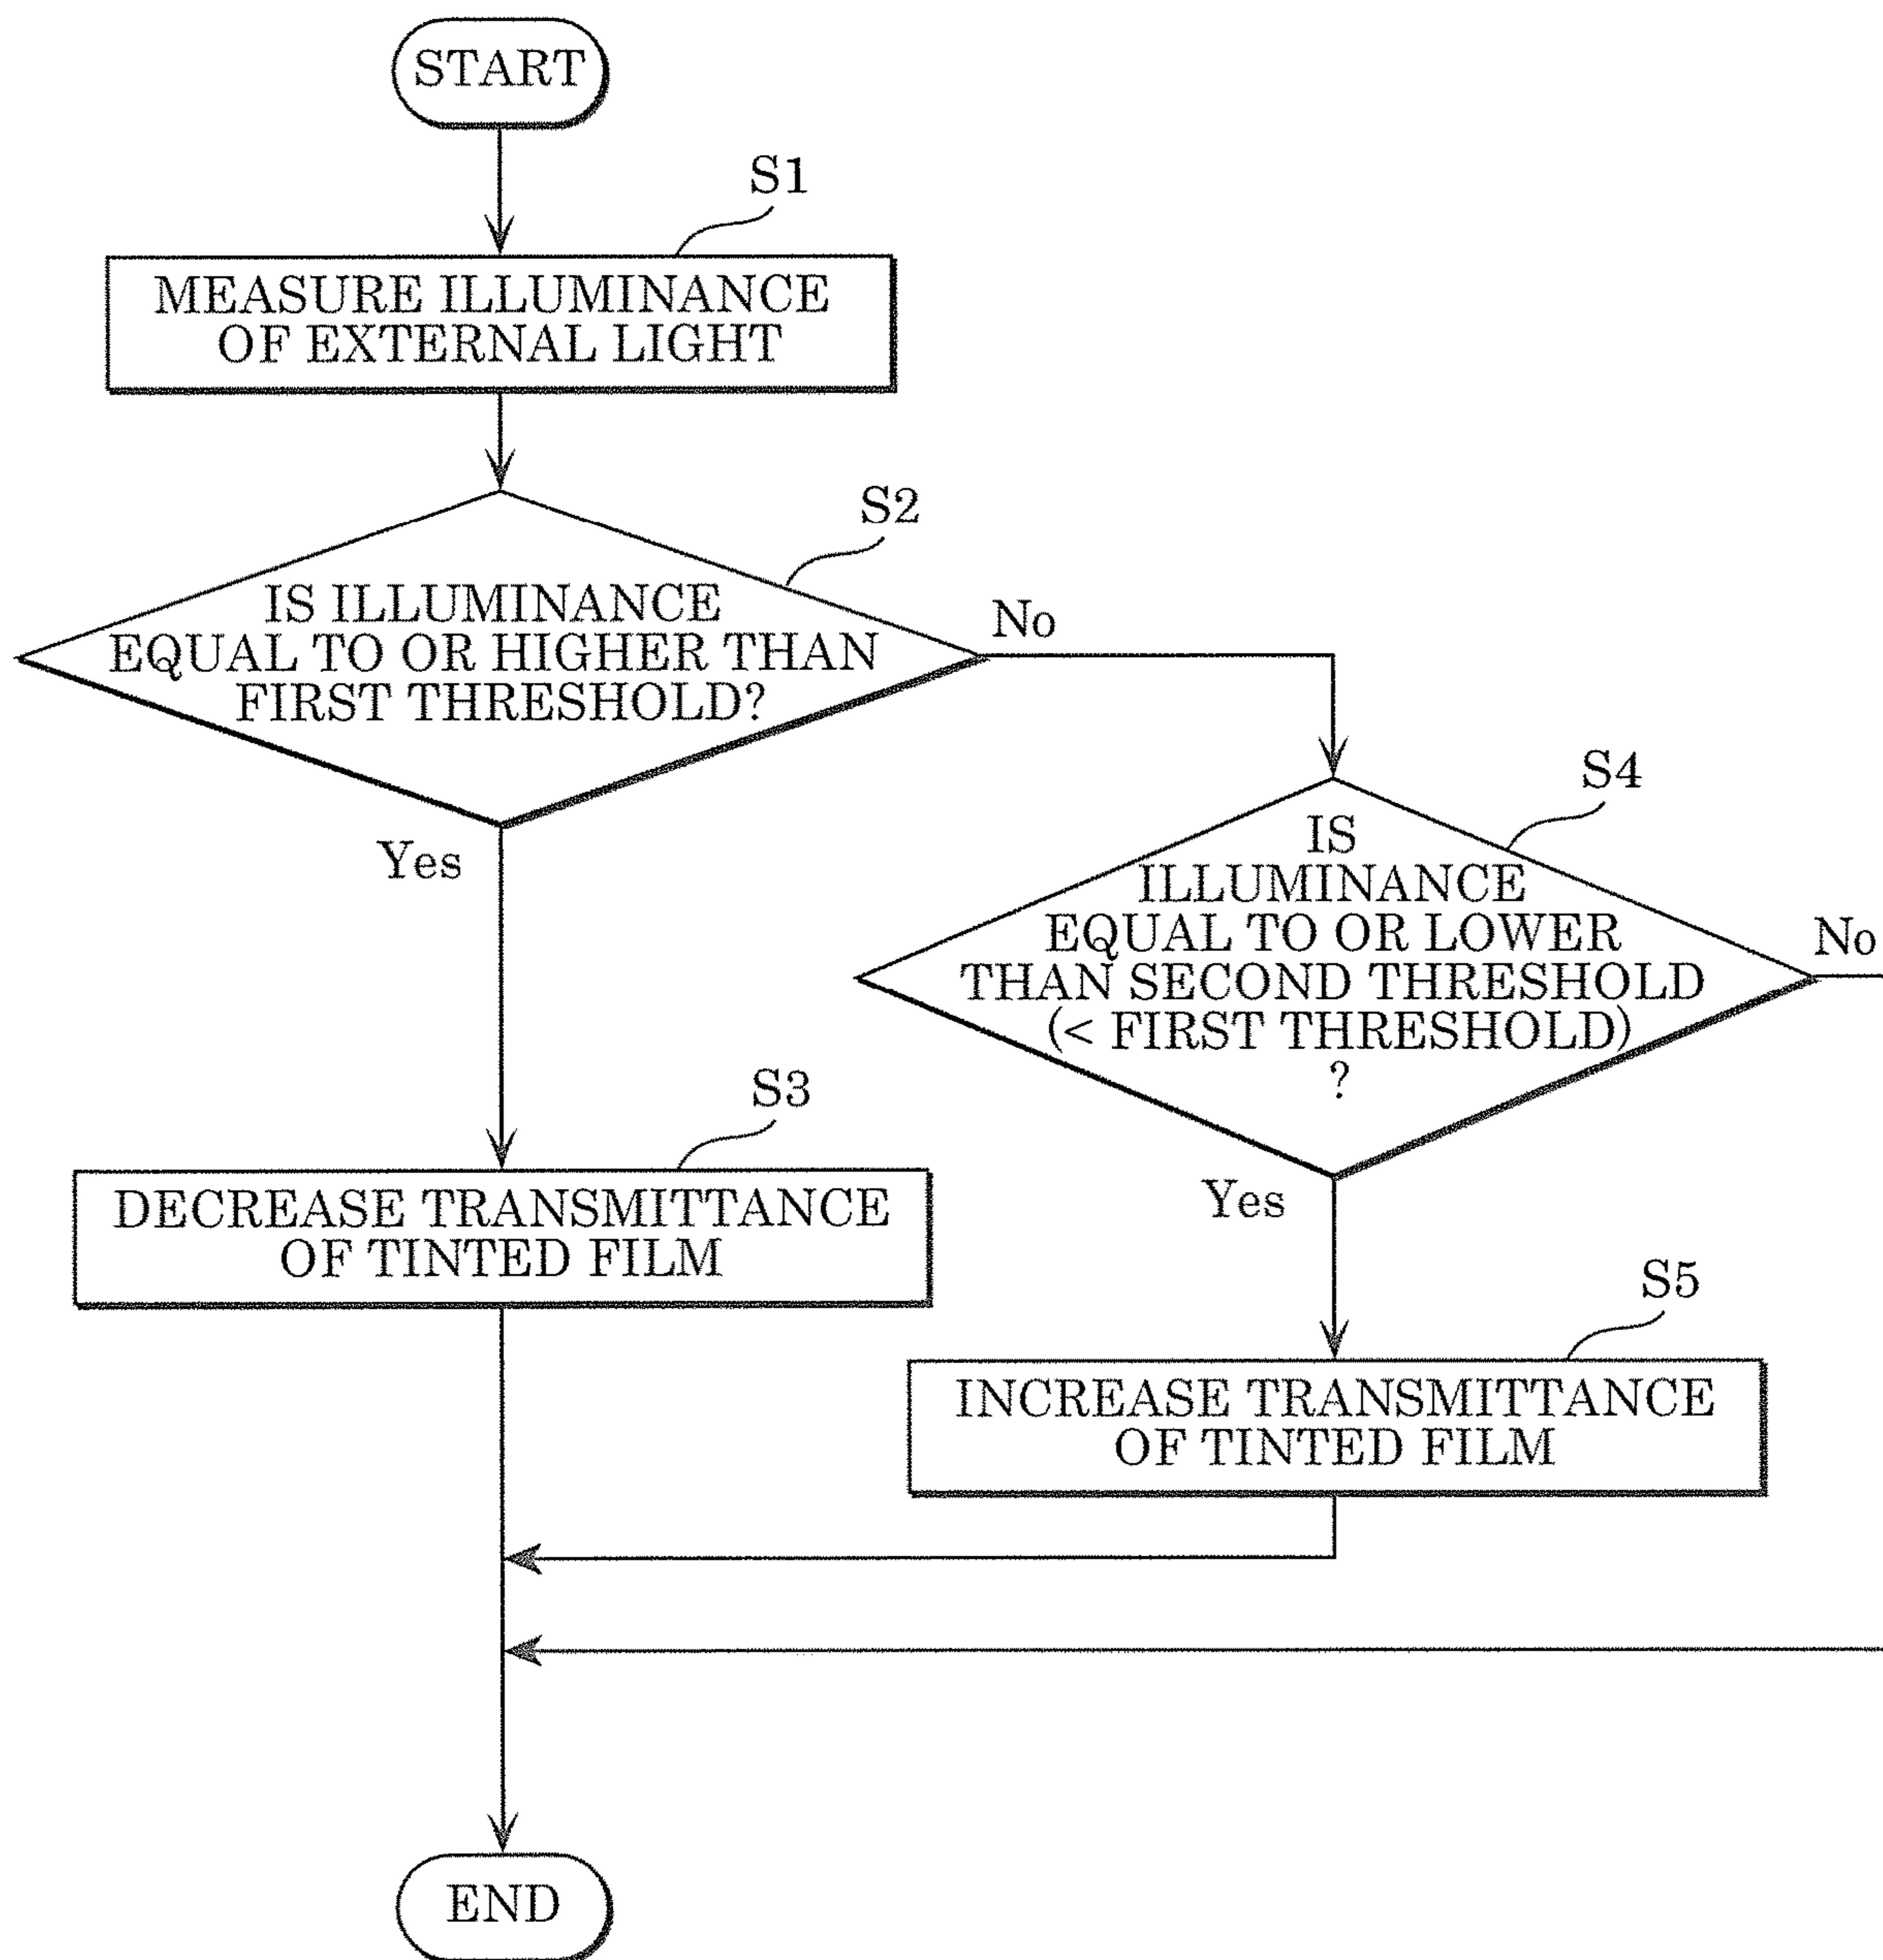 START
S1
MEASURE ILLUMINANCE
OF EXTERNAL LIGHT
S2
IS ILLUMINANCE
EQUAL TO OR HIGHER THAN
FIRST THRESHOLD?
No
Yes
S4
IS
ILLUMINANCE
EQUAL TO OR LOWER
THAN SECOND THRESHOLD
(< FIRST THRESHOLD)
?
No
Yes
S3
DECREASE TRANSMITTANCE
OF TINTED FILM
S5
INCREASE TRANSMITTANCE
OF TINTED FILM
END